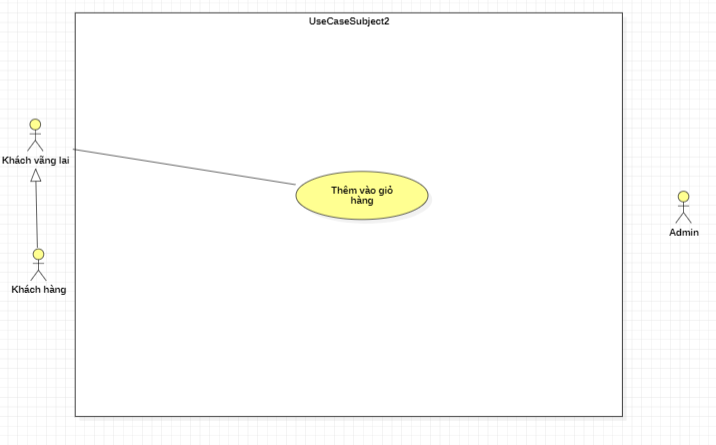 UseCaseSubject2
Khách vãng lai
Thêm vào giỏ
hàng
Admin
Khách hàng